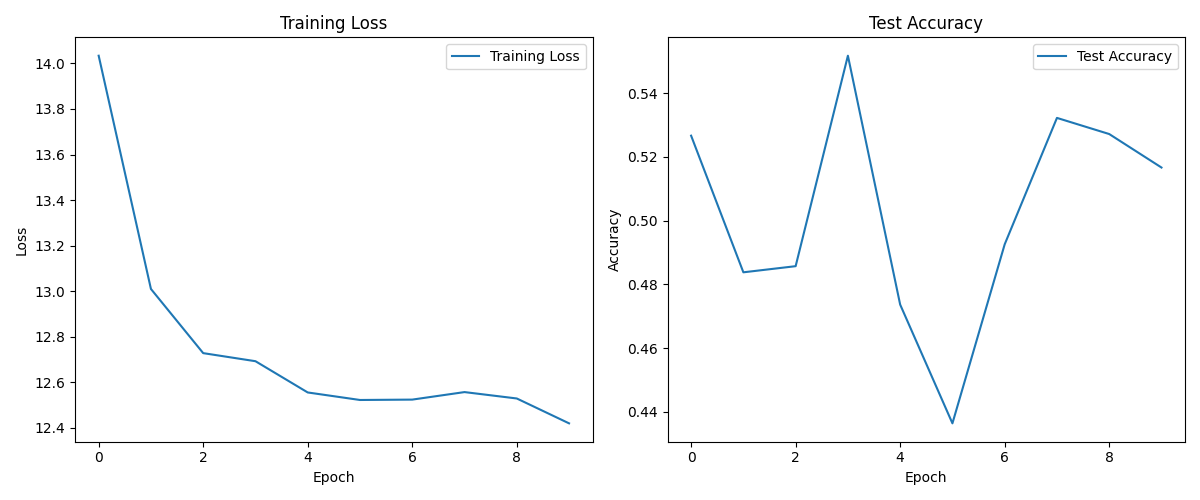 Training Loss
Training Loss
14.0
13.8
13.6
13.4
13.2
13.0
12.8
12.6
12.4
Loss
0 2 4 6 8
Epoch
Test Accuracy
Test Accuracy
0.54
0.52
0.50
0.48
0.46
0.44
Accuracy
0 2 4 6 8
Epoch